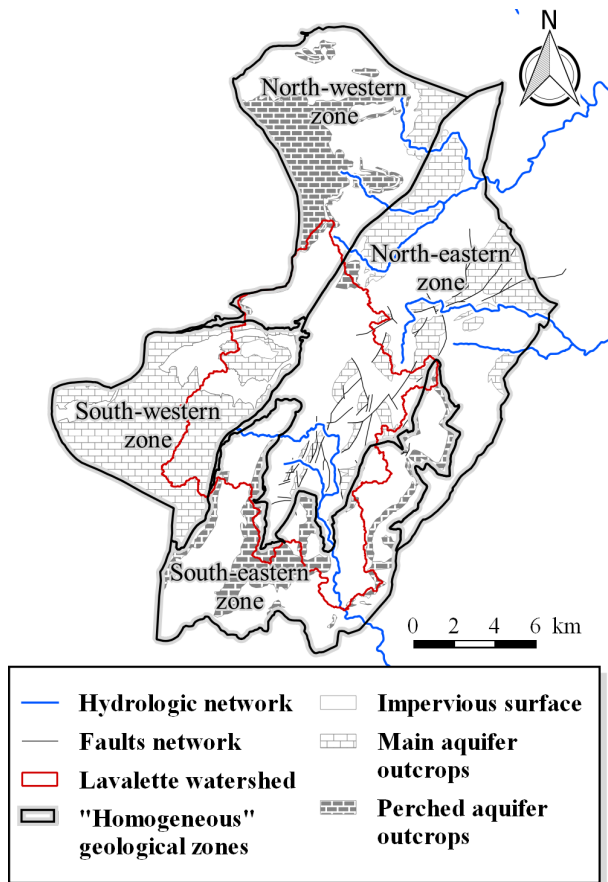 N
North-western
zone
North-eastern
zone
South-western
zone
South-eastern
zone
0 2 4 6 km
Hydrologic network
Faults network
Lavalette watershed
"Homogeneous"
geological zones
Impervious surface
Main aquifer
outcrops
Perched aquifer
outcrops